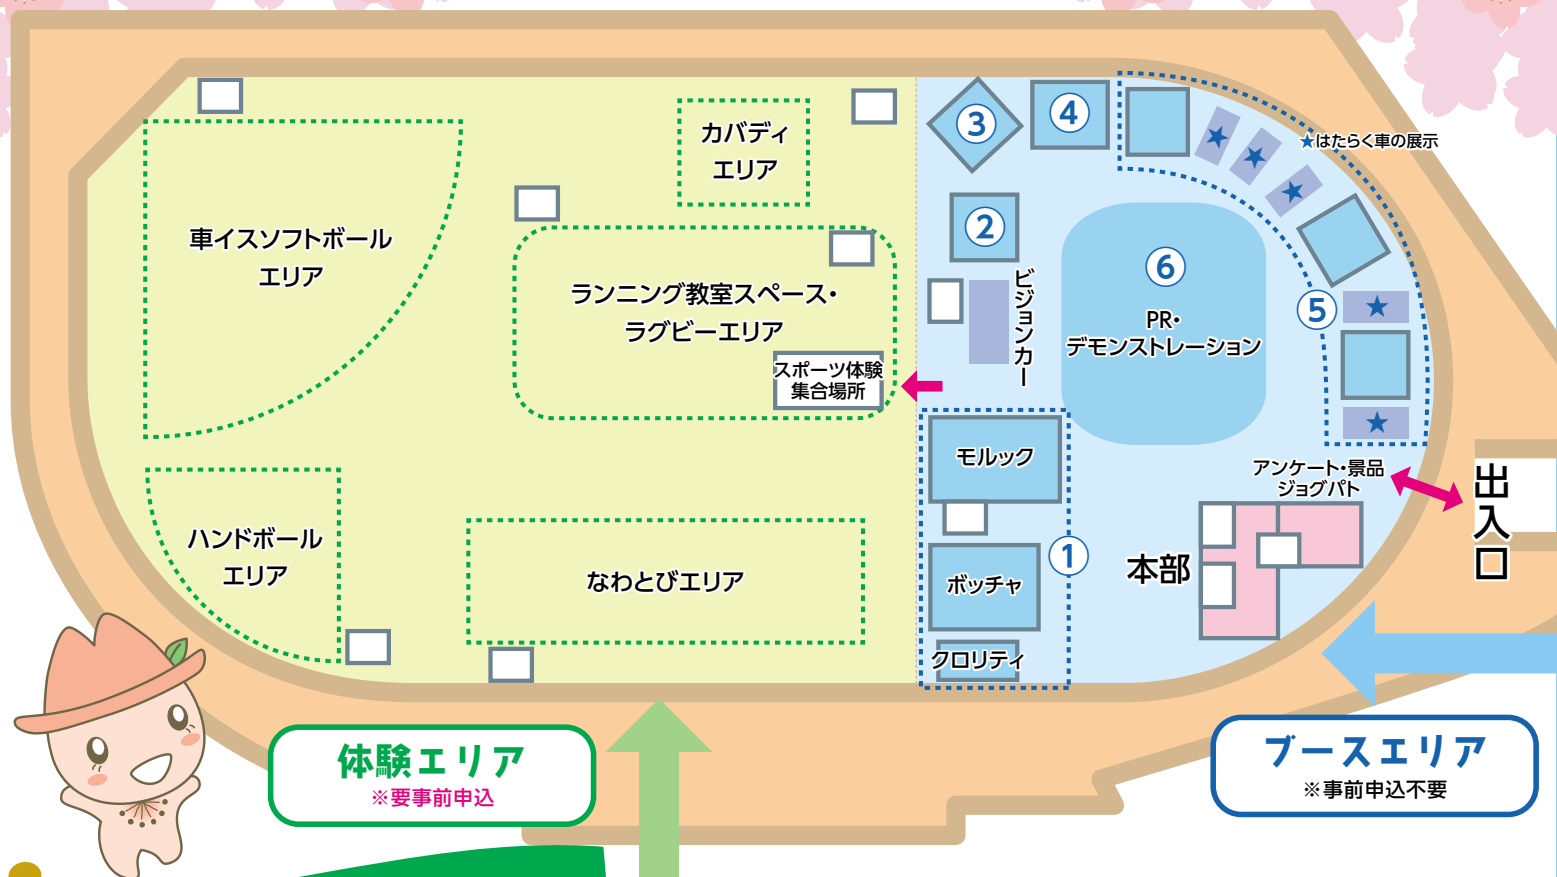 カバディ
エリア
車イスソフトボール
エリア
ランニング教室スペース・
ラグビーエリア
スポーツ体験
集合場所
ハンドボール
エリア
なわとびエリア
③
④
★はたらく車の展示
★
★
★
②
ビジョンカー
⑥
PR・
デモンストレーション
⑤
★
★
モルック
①
ボッチャ
クロリティ
アンケート・景品
ジョグパト
本部
出入口
体験エリア
※要事前申込
ブースエリア
※事前申込不要